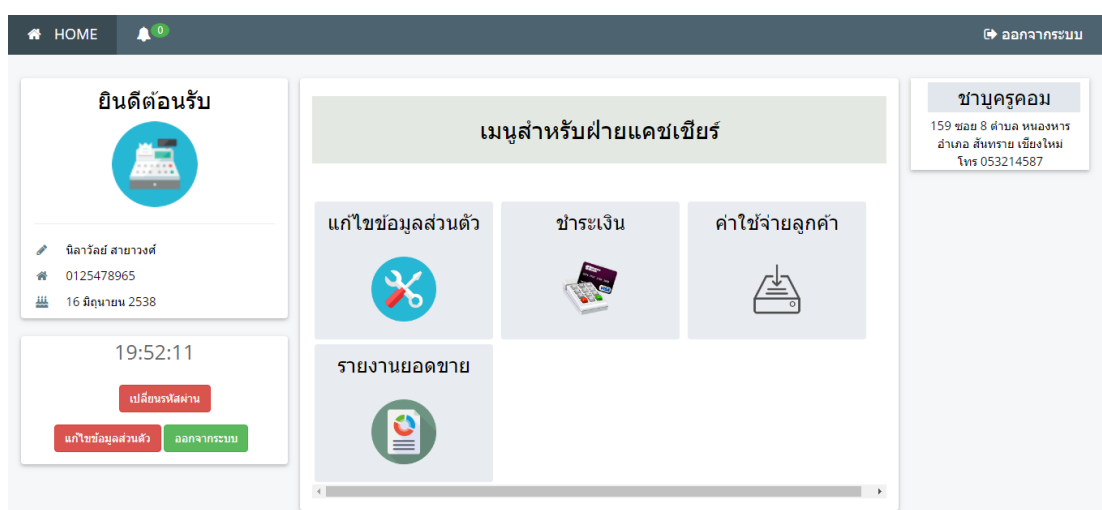 HOME
0
ออกจากระบบ
ยินดีต้อนรับ
นิลาวัลย์ สายาวงศ์
0125478965
16 มิถุนายน 2538
19:52:11
เปลี่ยนรหัสผ่าน
แก้ไขข้อมูลส่วนตัว
ออกจากระบบ
เมนูสำหรับฝ่ายแคชเชียร์
แก้ไขข้อมูลส่วนตัว
ชำระเงิน
ค่าใช้จ่ายลูกค้า
รายงานยอดขาย
ชาบูครูคอม
159 ซอย 8 ตำบล หนองหาร
อำเภอ สันทราย เชียงใหม่
โทร 053214587